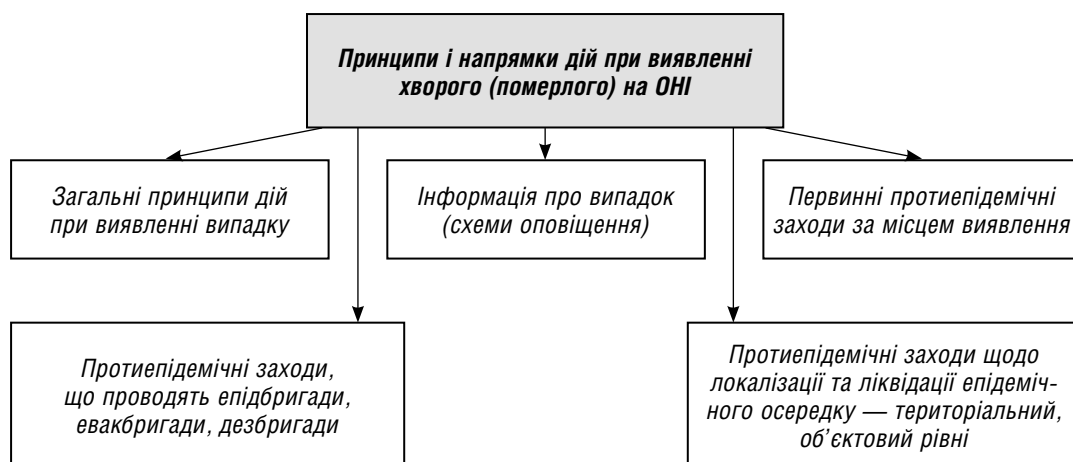 Принципи і напрямки дій при виявленні
хворого (померлого) на ОНІ
Загальні принципи дій
при виявленні випадку
Інформація про випадок
(схеми оповіщення)
Первинні протиепідемічні
заходи за місцем виявлення
Протиепідемічні заходи,
що проводять епідбригади,
евакбригади, дезбригади
Протиепідемічні заходи щодо
локалізації та ліквідації епідеміч-
ного осередку — територіальний,
об’єктовий рівні